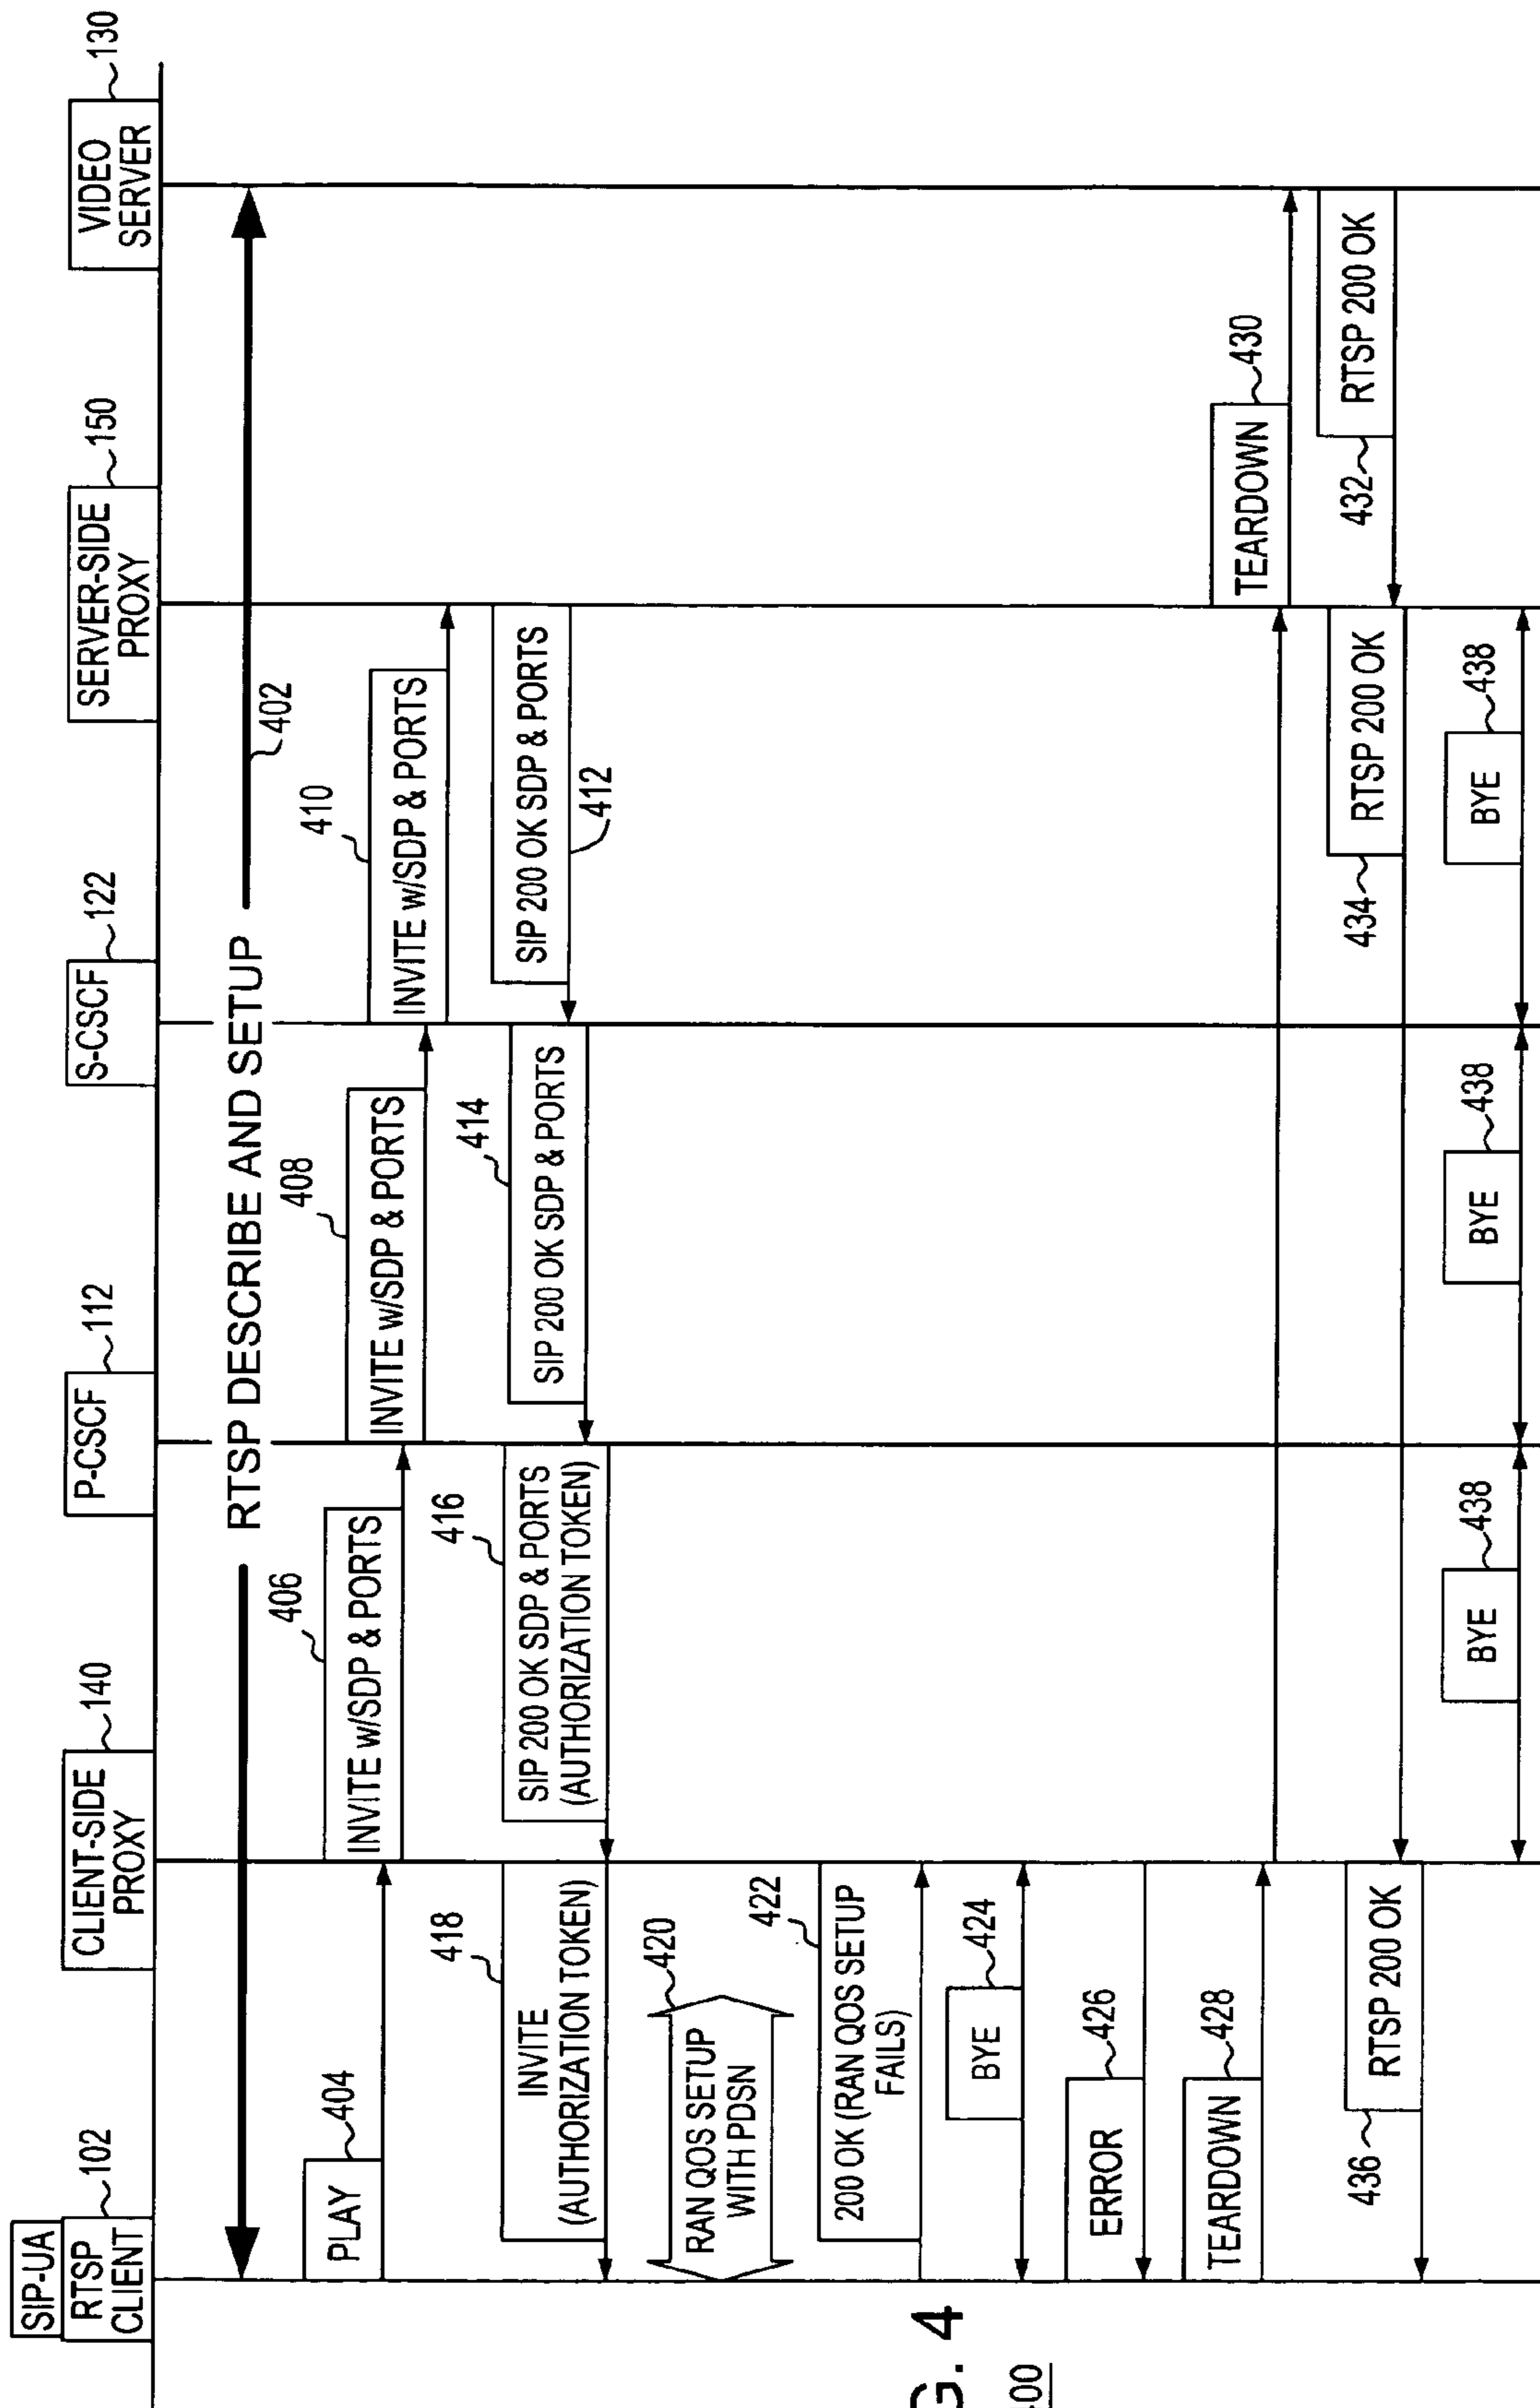 SIP-UA
RTSP
CLIENT
102
CLIENT-SIDE
PROXY
140
P-CSCF
112
S-CSCF
122
SERVER-SIDE
PROXY
150
VIDEO
SERVER
130
RTSP DESCRIBE AND SETUP
402
PLAY
404
INVITE w/SDP & PORTS
406
INVITE w/SDP & PORTS
408
INVITE w/SDP & PORTS
410
SIP 200 OK SDP & PORTS
412
SIP 200 OK SDP & PORTS
414
SIP 200 OK SDP & PORTS
(AUTHORIZATION TOKEN)
416
INVITE
(AUTHORIZATION TOKEN)
418
RAN QOS SETUP
WITH PDSN
420
200 OK (RAN QOS SETUP
FAILS)
422
BYE
424
ERROR
426
TEARDOWN
428
TEARDOWN
430
RTSP 200 OK
432
RTSP 200 OK
434
RTSP 200 OK
436
BYE
438
BYE
438
BYE
438
G. 4
00